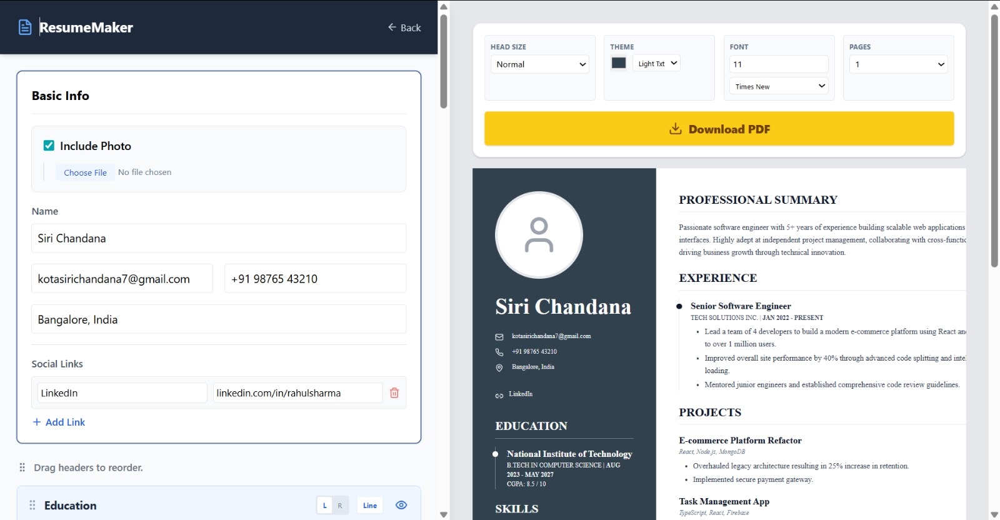 ResumeMaker
Back
Basic Info
Include Photo
Choose File No file chosen
Name
Siri Chandana
kotasirichandana7@gmail.com
+91 98765 43210
Bangalore, India
Social Links
LinkedIn
linkedin.com/in/rahulsharma
Add Link
Drag headers to reorder.
Education
L R
Line
HEAD SIZE
Normal
THEME
Light Txt
FONT
11
Times New
PAGES
1
Download PDF
Siri Chandana
kotasirichandana7@gmail.com
+91 98765 43210
Bangalore, India
LinkedIn
EDUCATION
National Institute of Technology
B.TECH IN COMPUTER SCIENCE | AUG
2023 - MAY 2027
CGPA: 8.5 / 10
SKILLS
PROFESSIONAL SUMMARY
Passionate software engineer with 5+ years of experience building scalable web applications
interfaces. Highly adept at independent project management, collaborating with cross-functio
driving business growth through technical innovation.
EXPERIENCE
Senior Software Engineer
TECH SOLUTIONS INC. | JAN 2022 - PRESENT
• Lead a team of 4 developers to build a modern e-commerce platform using React an
to over 1 million users.
• Improved overall site performance by 40% through advanced code splitting and inte
loading.
• Mentored junior engineers and established comprehensive code review guidelines.
PROJECTS
E-commerce Platform Refactor
React, Node.js, MongoDB
• Overhauled legacy architecture resulting in 25% increase in retention.
• Implemented secure payment gateway.
Task Management App
TypeScript, React, Firebase